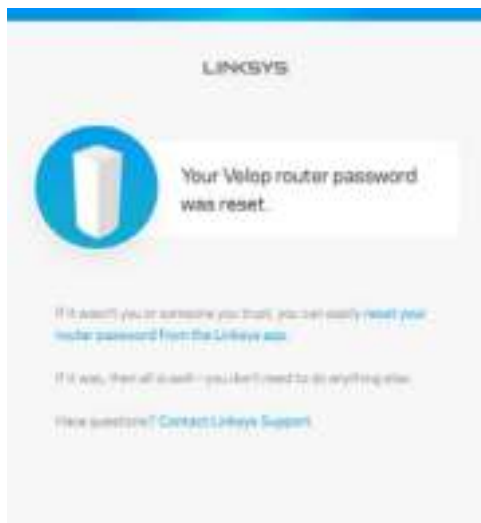 LINKSYS
Your Velop router password
was reset.
If it wasn't you or someone you trust, you can easily reset your
router password from the Linksys app.
If it was, then all is well - you don't need to do anything else.
Have questions? Contact Linksys Support